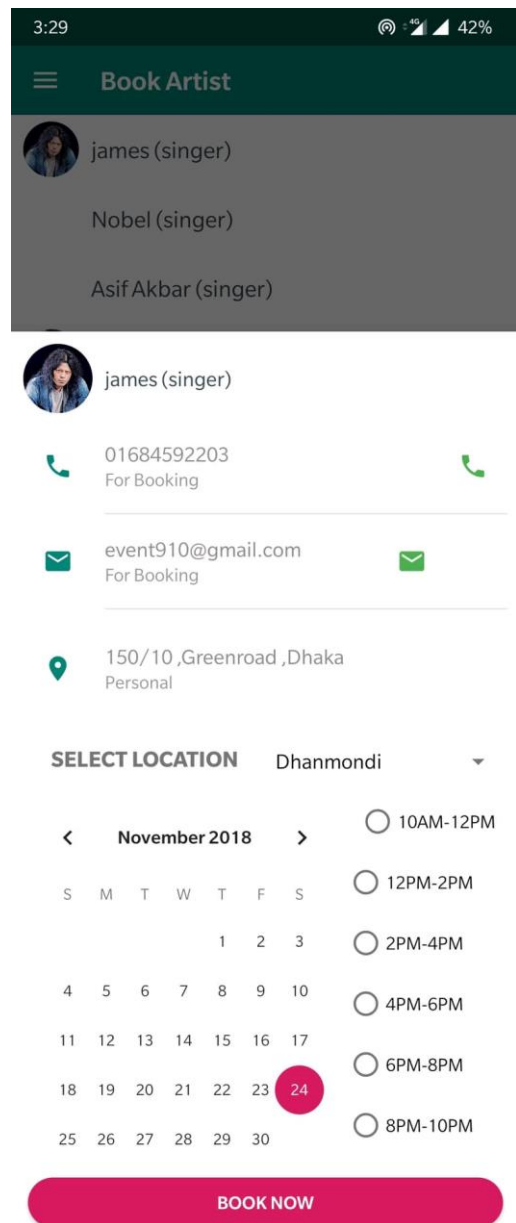 3:29 4G 42%
Book Artist
james (singer)
Nobel (singer)
Asif Akbar (singer)
james (singer)
01684592203
For Booking
event910@gmail.com
For Booking
150/10 ,Greenroad ,Dhaka
Personal
SELECT LOCATION Dhanmondi
November 2018
S M T W T F S
1 2 3
4 5 6 7 8 9 10
11 12 13 14 15 16 17
18 19 20 21 22 23 24
25 26 27 28 29 30
10AM-12PM
12PM-2PM
2PM-4PM
4PM-6PM
6PM-8PM
8PM-10PM
BOOK NOW